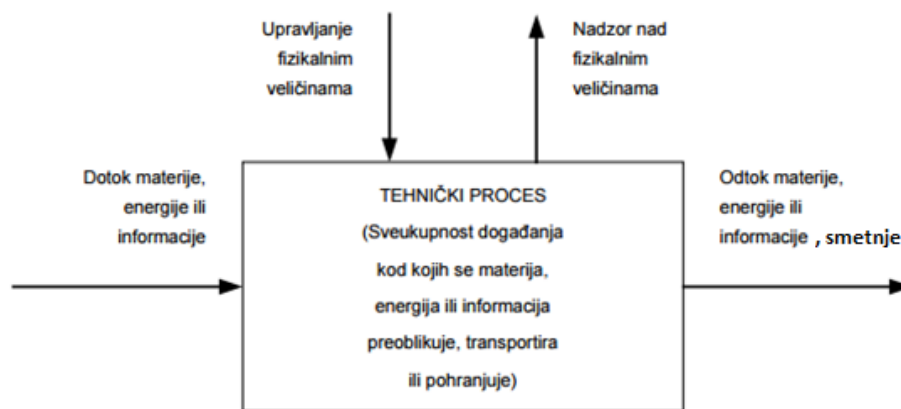 Upravljanje
fizikalnim
veličinama
Nadzor nad
fizikalnim
veličinama
Dotok materije,
energije ili
informacije
TEHNIČKI PROCES
(Sveukupnost događanja
kod kojih se materija,
energija ili informacija
preoblikuje, transportira
ili pohranjuje)
Odtok materije,
energije ili
informacije , smetnje